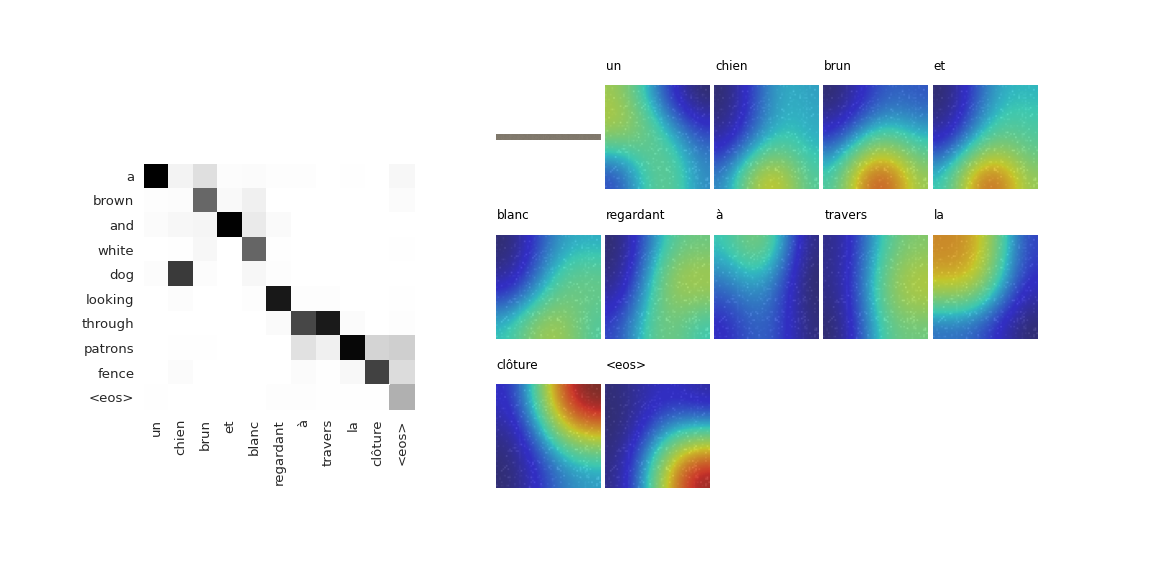 a
brown
and
white
dog
looking
through
patrons
fence
<eos>
un
chien
brun
et
blanc
regardant
à
travers
la
clôture
<eos>
un chien brun et
blanc regardant à travers la
clôture <eos>